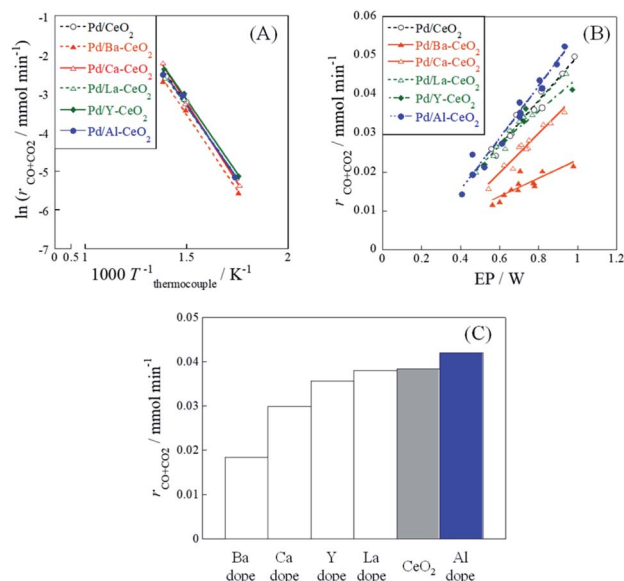 (A)
Pd/CeO2
Pd/Ba-CeO2
Pd/Ca-CeO2
Pd/La-CeO2
Pd/Y-CeO2
Pd/Al-CeO2
-1
-2
-3
-4
-5
-6
-7
ln (r CO+CO2 / mmol min-1)
0 0.5 1 1.5 2
1000 T-1 thermocouple / K-1
(B)
Pd/CeO2
Pd/Ba-CeO2
Pd/Ca-CeO2
Pd/La-CeO2
Pd/Y-CeO2
Pd/Al-CeO2
0.06
0.05
0.04
0.03
0.02
0.01
0
r CO+CO2 / mmol min-1
0.2 0.4 0.6 0.8 1 1.2
EP / W
(C)
0.05
0.04
0.03
0.02
0.01
0
r CO+CO2 / mmol min-1
Ba dope
Ca dope
Y dope
La dope
CeO2
Al dope